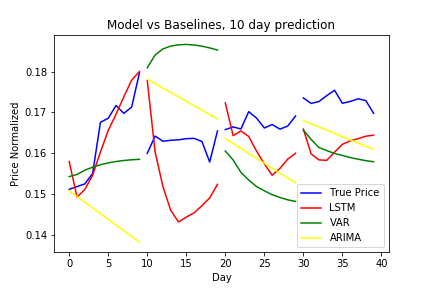 Model vs Baselines, 10 day prediction
Price Normalized
0.18
0.17
0.16
0.15
0.14
True Price
LSTM
VAR
ARIMA
0 5 10 15 20 25 30 35 40
Day